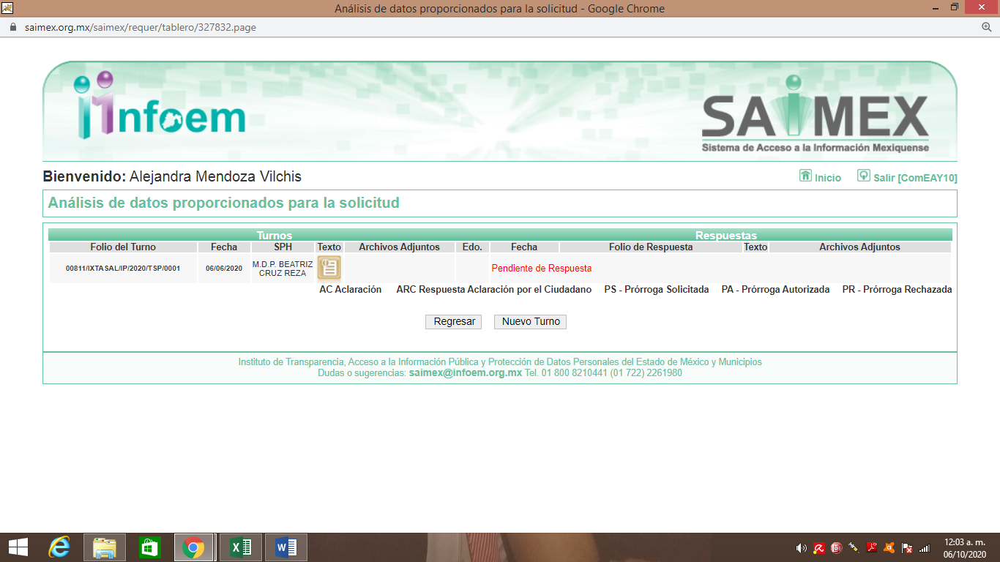 Análisis de datos proporcionados para la solicitud - Google Chrome
saimex.org.mx/saimex/requer/tablero/327832.page
infoem
SAiMEX
Sistema de Acceso a la Información Mexiquense
Bienvenido: Alejandra Mendoza Vilchis
Inicio Salir [ComEAY10]
Análisis de datos proporcionados para la solicitud
Turnos Respuestas
Folio del Turno Fecha SPH Texto Archivos Adjuntos Edo. Fecha Folio de Respuesta Texto Archivos Adjuntos
00811/IXTASAL/IP/2020/TSP/0001 06/06/2020 M.D.P. BEATRIZ CRUZ REZA Pendiente de Respuesta
AC Aclaración ARC Respuesta Aclaración por el Ciudadano PS - Prórroga Solicitada PA - Prórroga Autorizada PR - Prórroga Rechazada
Regresar Nuevo Turno
Instituto de Transparencia, Acceso a la Información Pública y Protección de Datos Personales del Estado de México y Municipios
Dudas o sugerencias: saimex@infoem.org.mx Tel. 01 800 8210441 (01 722) 2261980
12:03 a. m.
06/10/2020